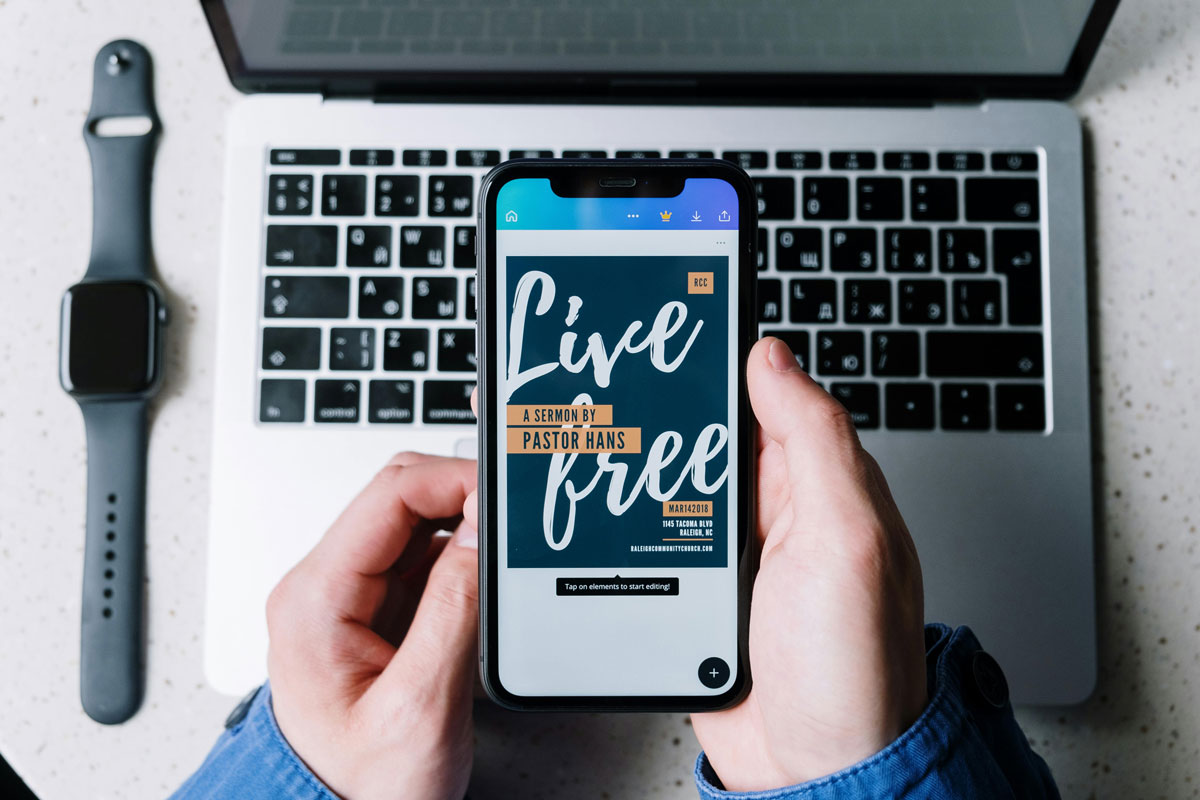 RCC
Live
A SERMON BY
PASTOR HANS
free
MAR142018
1145 TACOMA BLVD
RALEIGH, NC
RALEIGHCOMMUNITYCHURCH.COM
Tap on elements to start editing!
Q W E
A S
Z X
L
fn control option command